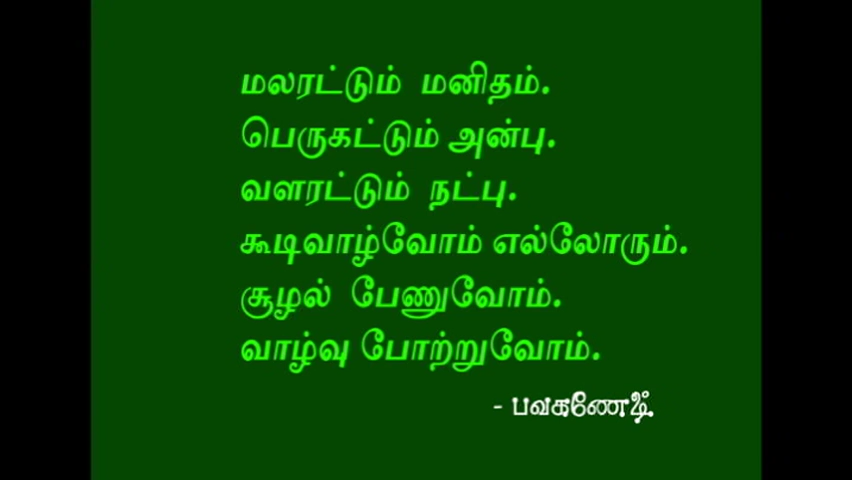 மலரட்டும் மனிதம்.
பெருகட்டும் அன்பு.
வளரட்டும் நட்பு.
கூடிவாழ்வோம் எல்லோரும்.
சூழல் பேணுவோம்.
வாழ்வு போற்றுவோம்.
- பவகணேஷ்